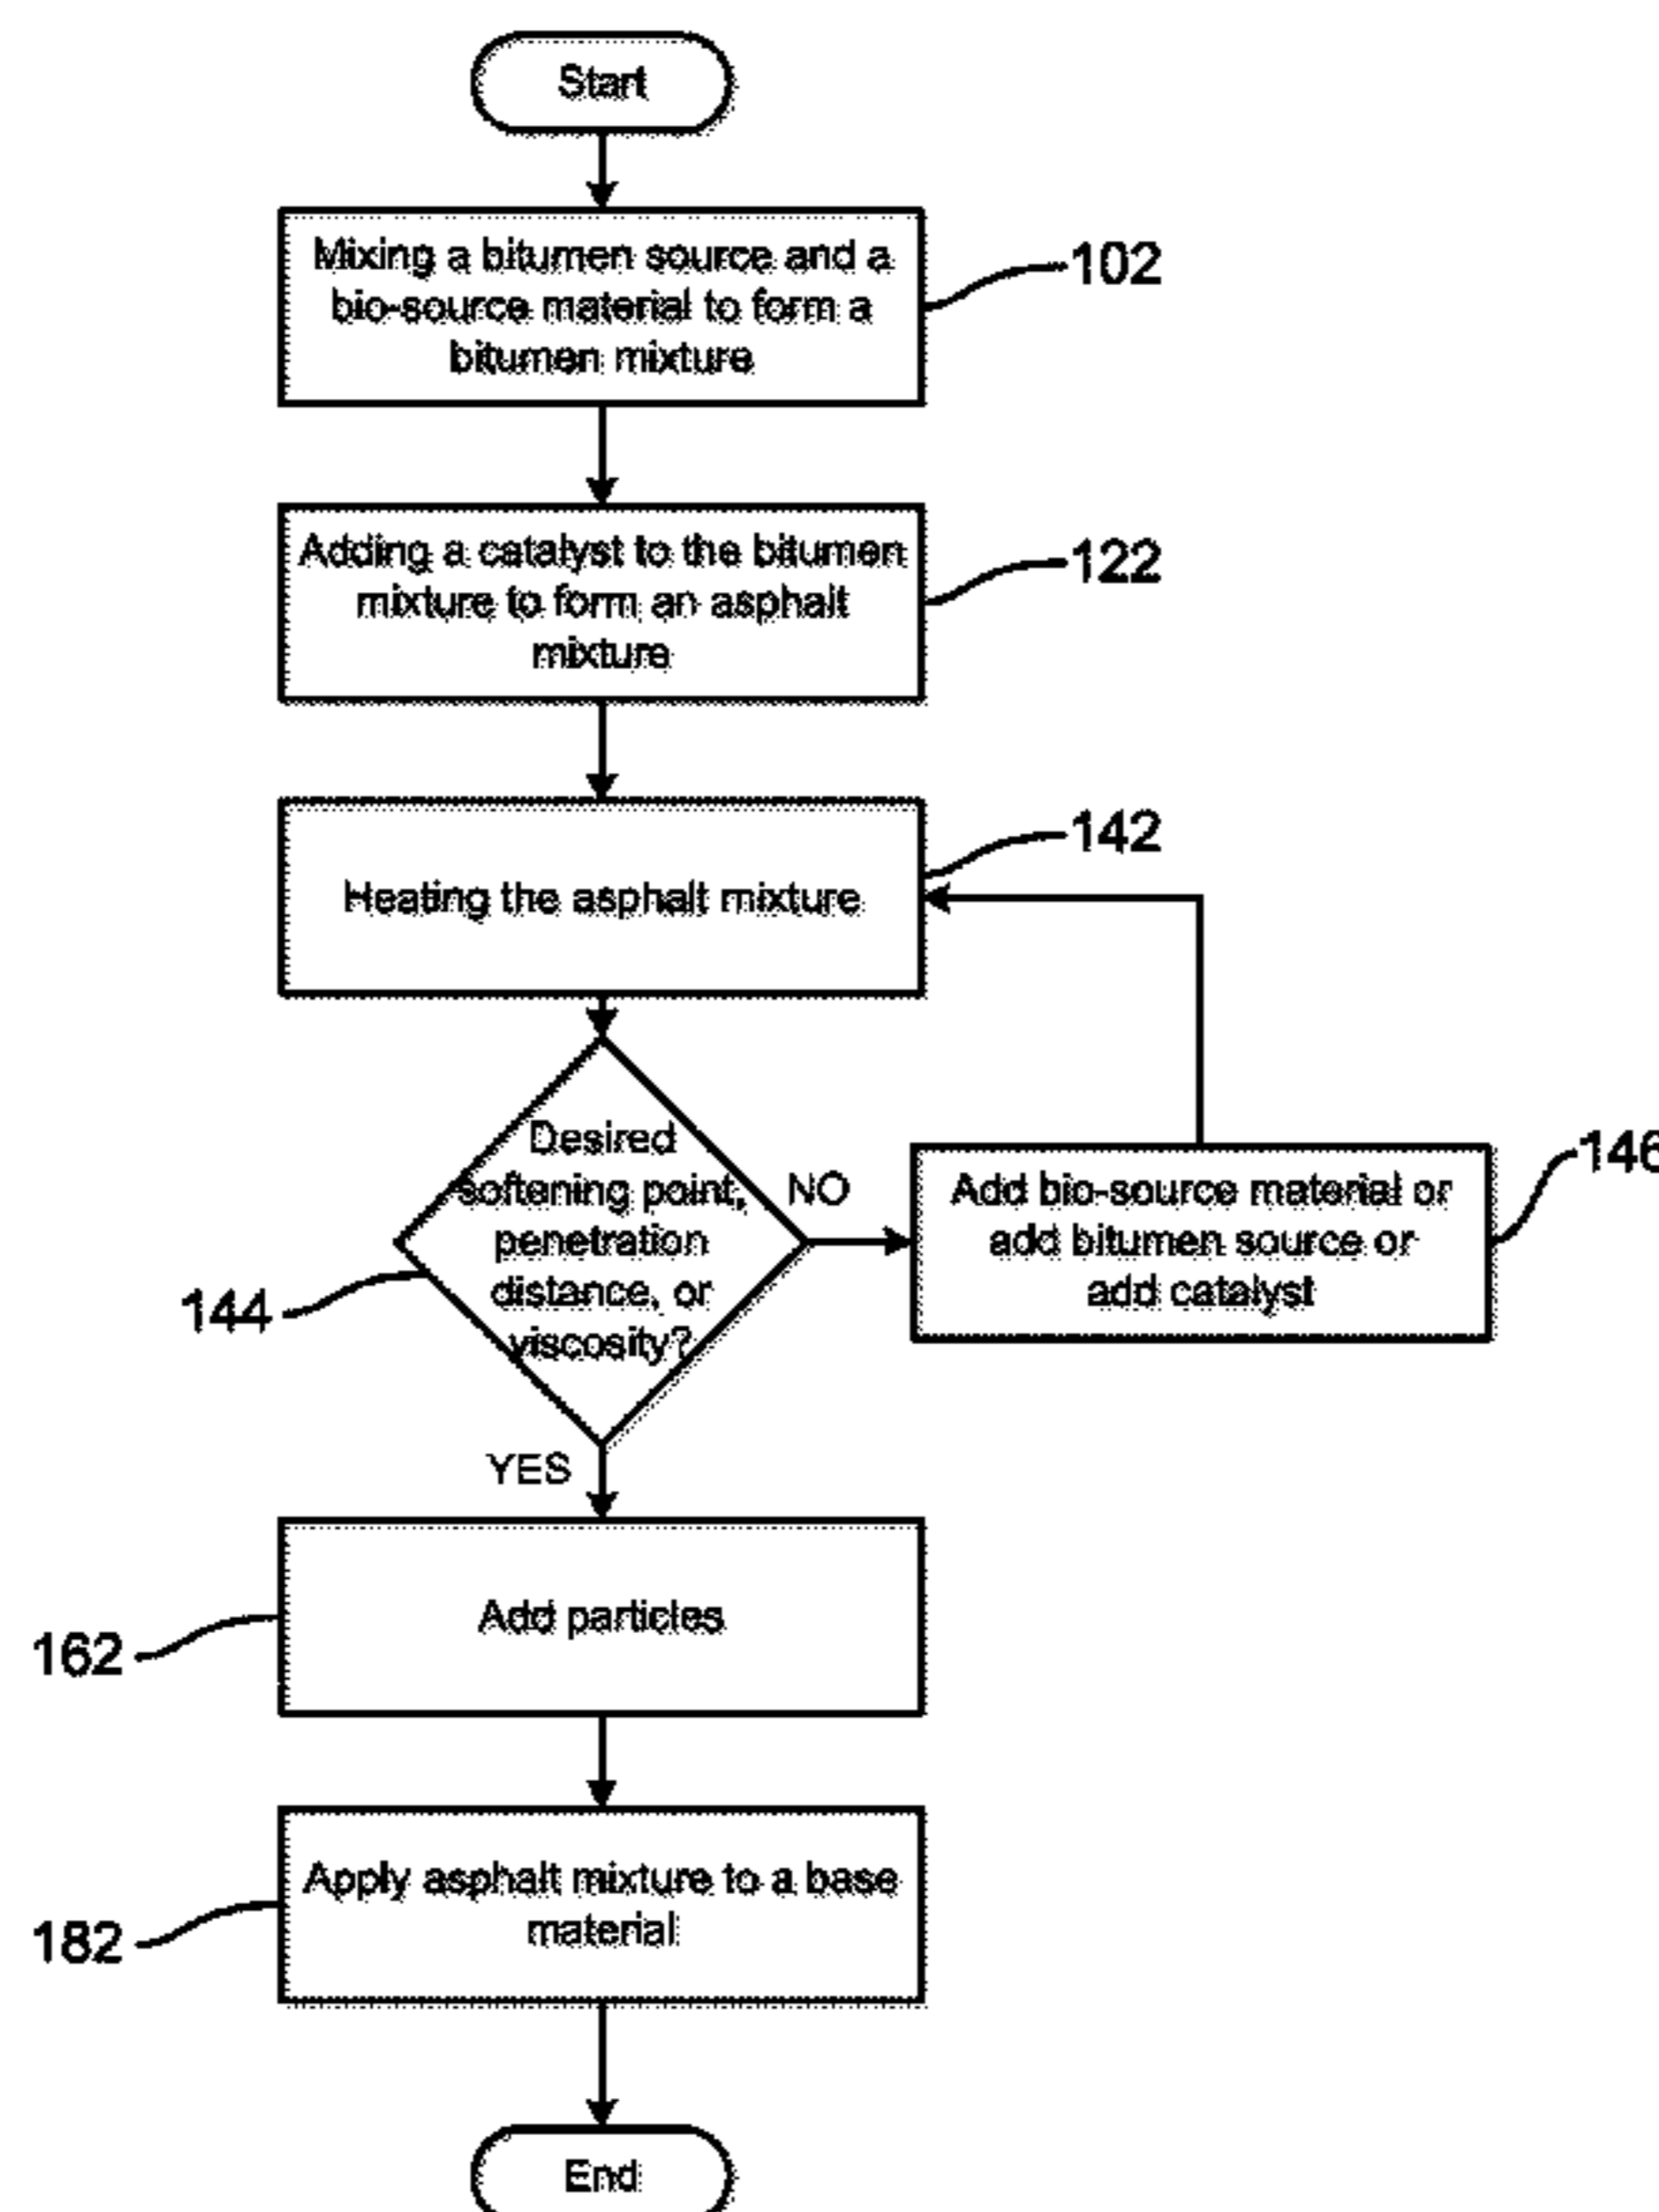 Start
Mixing a bitumen source and a
bio-source material to form a
bitumen mixture
102
Adding a catalyst to the bitumen
mixture to form an asphalt
mixture
122
142
Heating the asphalt mixture
Desired
softening point,
penetration
distance, or
viscosity?
144
NO
Add bio-source material or
add bitumen source or
add catalyst
146
YES
Add particles
162
Apply asphalt mixture to a base
material
182
End